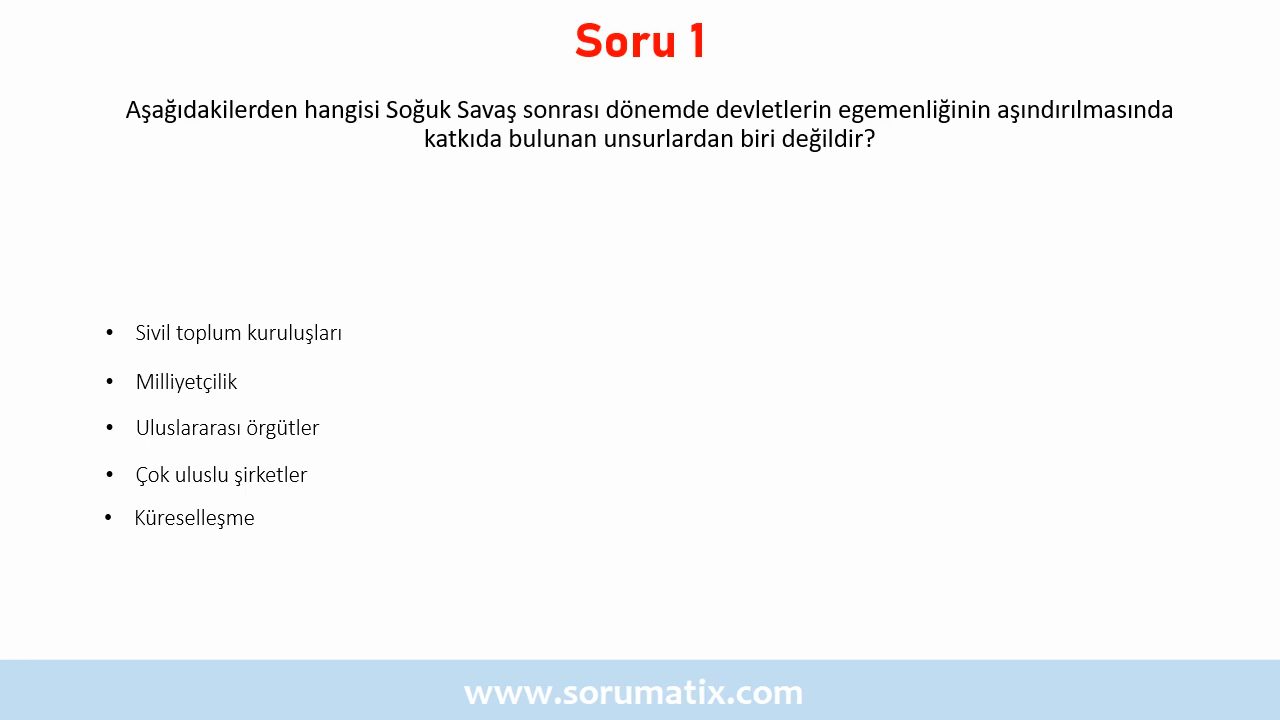 Soru 1
Aşağıdakilerden hangisi Soğuk Savaş sonrası dönemde devletlerin egemenliğinin aşındırılmasında
katkıda bulunan unsurlardan biri değildir?
• Sivil toplum kuruluşları
• Milliyetçilik
• Uluslararası örgütler
• Çok uluslu şirketler
• Küreselleşme
www.sorumatix.com